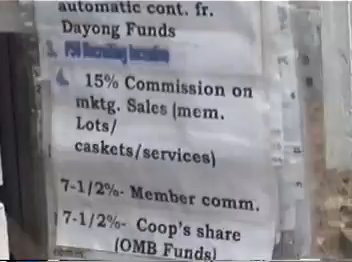 automatic cont. fr.
Dayong Funds
15% Commission on
mktg. Sales (mem.
Lots/
caskets/services)
7-1/2%- Member comm.
7-1/2%- Coop's share
(OMB Funds)